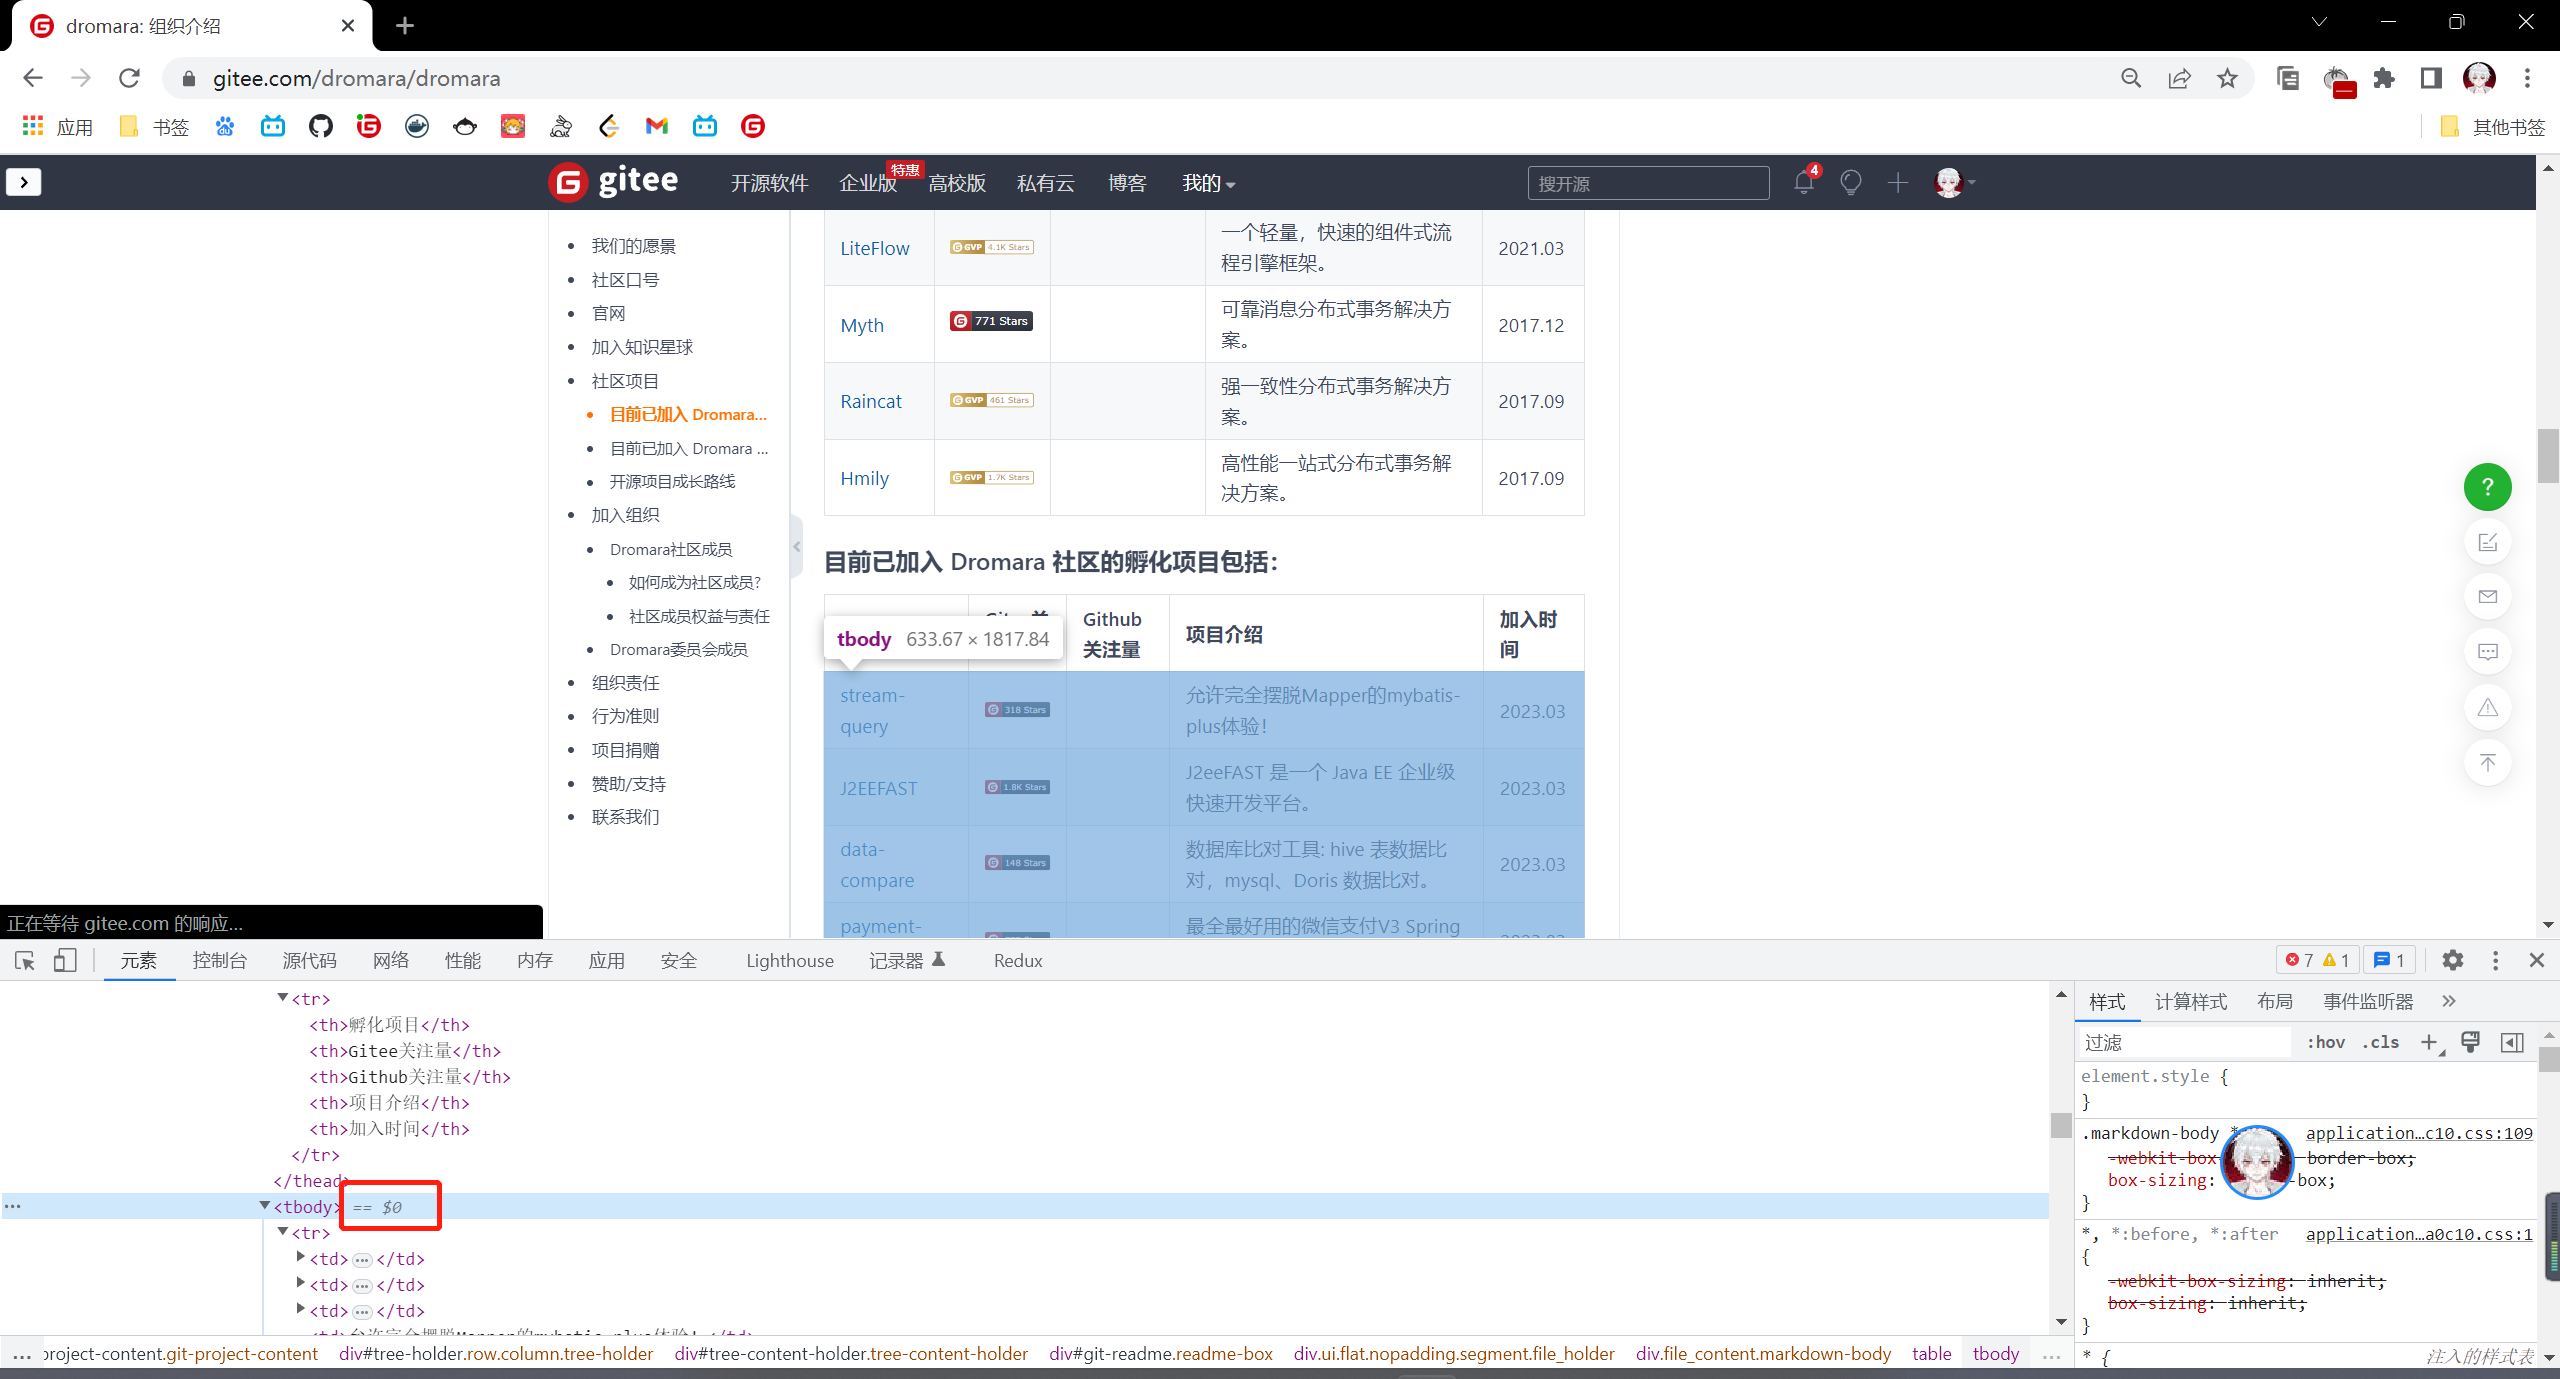 dromara: 组织介绍
gitee.com/dromara/dromara
应用
书签
其他书签
gitee
开源软件
企业版
特惠
高校版
私有云
博客
我的
搜开源
4
我们的愿景
社区口号
官网
加入知识星球
社区项目
目前已加入 Dromara...
目前已加入 Dromara ...
开源项目成长路线
加入组织
Dromara社区成员
如何成为社区成员?
社区成员权益与责任
Dromara委员会成员
组织责任
行为准则
项目捐赠
赞助/支持
联系我们
LiteFlow
GVP 4.1K Stars
一个轻量，快速的组件式流
程引擎框架。
2021.03
Myth
771 Stars
可靠消息分布式事务解决方
案。
2017.12
Raincat
GVP 461 Stars
强一致性分布式事务解决方
案。
2017.09
Hmily
GVP 1.7K Stars
高性能一站式分布式事务解
决方案。
2017.09
目前已加入 Dromara 社区的孵化项目包括：
Github
关注量
项目介绍
加入时
间
tbody 633.67 × 1817.84
stream-
query
318 Stars
允许完全摆脱Mapper的mybatis-
plus体验！
2023.03
J2EEFAST
1.8K Stars
J2eeFAST 是一个 Java EE 企业级
快速开发平台。
2023.03
data-
compare
148 Stars
数据库比对工具: hive 表数据比
对，mysql、Doris 数据比对。
2023.03
payment-
最全最好用的微信支付V3 Spring
正在等待 gitee.com 的响应...
元素
控制台
源代码
网络
性能
内存
应用
安全
Lighthouse
记录器
Redux
7
1
1
<tr>
<th>孵化项目</th>
<th>Gitee关注量</th>
<th>Github关注量</th>
<th>项目介绍</th>
<th>加入时间</th>
</tr>
</thead>
<tbody> == $0
<tr>
<td>…</td>
<td>…</td>
<td>…</td>
<td>允许完全摆脱Mapper的mybatis-plus体验！</td>
... project-content.git-project-content div#tree-holder.row.column.tree-holder div#tree-content-holder.tree-content-holder div#git-readme.readme-box div.ui.flat.nopadding.segment.file_holder div.file_content.markdown-body table tbody ...
样式
计算样式
布局
事件监听器
过滤
:hov .cls
element.style {
}
.markdown-body *
application…c10.css:109
-webkit-box border-box;
box-sizing: -box;
}
*, *:before, *:after
application…a0c10.css:1
{
-webkit-box-sizing: inherit;
box-sizing: inherit;
}
* {
注入的样式表